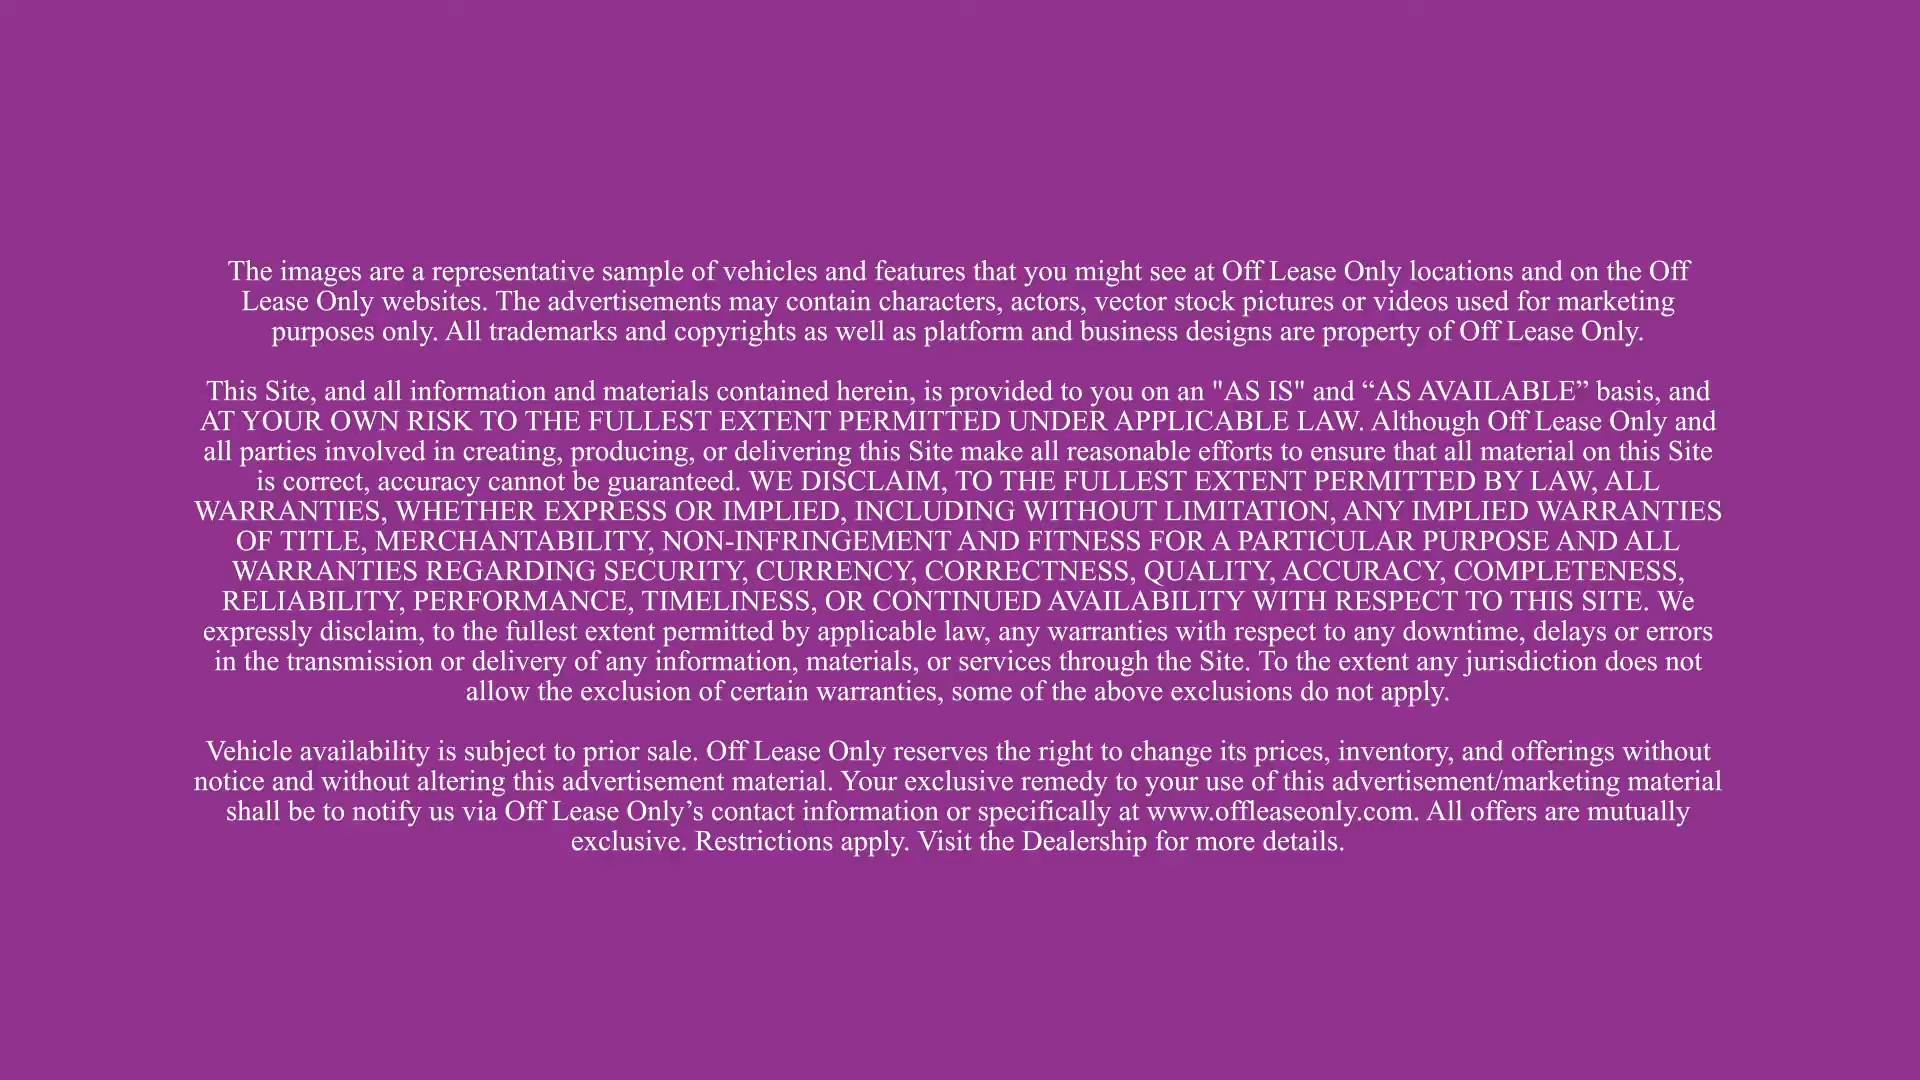 The images are a representative sample of vehicles and features that you might see at Off Lease Only locations and on the Off
Lease Only websites. The advertisements may contain characters, actors, vector stock pictures or videos used for marketing
purposes only. All trademarks and copyrights as well as platform and business designs are property of Off Lease Only.
This Site, and all information and materials contained herein, is provided to you on an "AS IS" and “AS AVAILABLE” basis, and
AT YOUR OWN RISK TO THE FULLEST EXTENT PERMITTED UNDER APPLICABLE LAW. Although Off Lease Only and
all parties involved in creating, producing, or delivering this Site make all reasonable efforts to ensure that all material on this Site
is correct, accuracy cannot be guaranteed. WE DISCLAIM, TO THE FULLEST EXTENT PERMITTED BY LAW, ALL
WARRANTIES, WHETHER EXPRESS OR IMPLIED, INCLUDING WITHOUT LIMITATION, ANY IMPLIED WARRANTIES
OF TITLE, MERCHANTABILITY, NON-INFRINGEMENT AND FITNESS FOR A PARTICULAR PURPOSE AND ALL
WARRANTIES REGARDING SECURITY, CURRENCY, CORRECTNESS, QUALITY, ACCURACY, COMPLETENESS,
RELIABILITY, PERFORMANCE, TIMELINESS, OR CONTINUED AVAILABILITY WITH RESPECT TO THIS SITE. We
expressly disclaim, to the fullest extent permitted by applicable law, any warranties with respect to any downtime, delays or errors
in the transmission or delivery of any information, materials, or services through the Site. To the extent any jurisdiction does not
allow the exclusion of certain warranties, some of the above exclusions do not apply.
Vehicle availability is subject to prior sale. Off Lease Only reserves the right to change its prices, inventory, and offerings without
notice and without altering this advertisement material. Your exclusive remedy to your use of this advertisement/marketing material
shall be to notify us via Off Lease Only’s contact information or specifically at www.offleaseonly.com. All offers are mutually
exclusive. Restrictions apply. Visit the Dealership for more details.